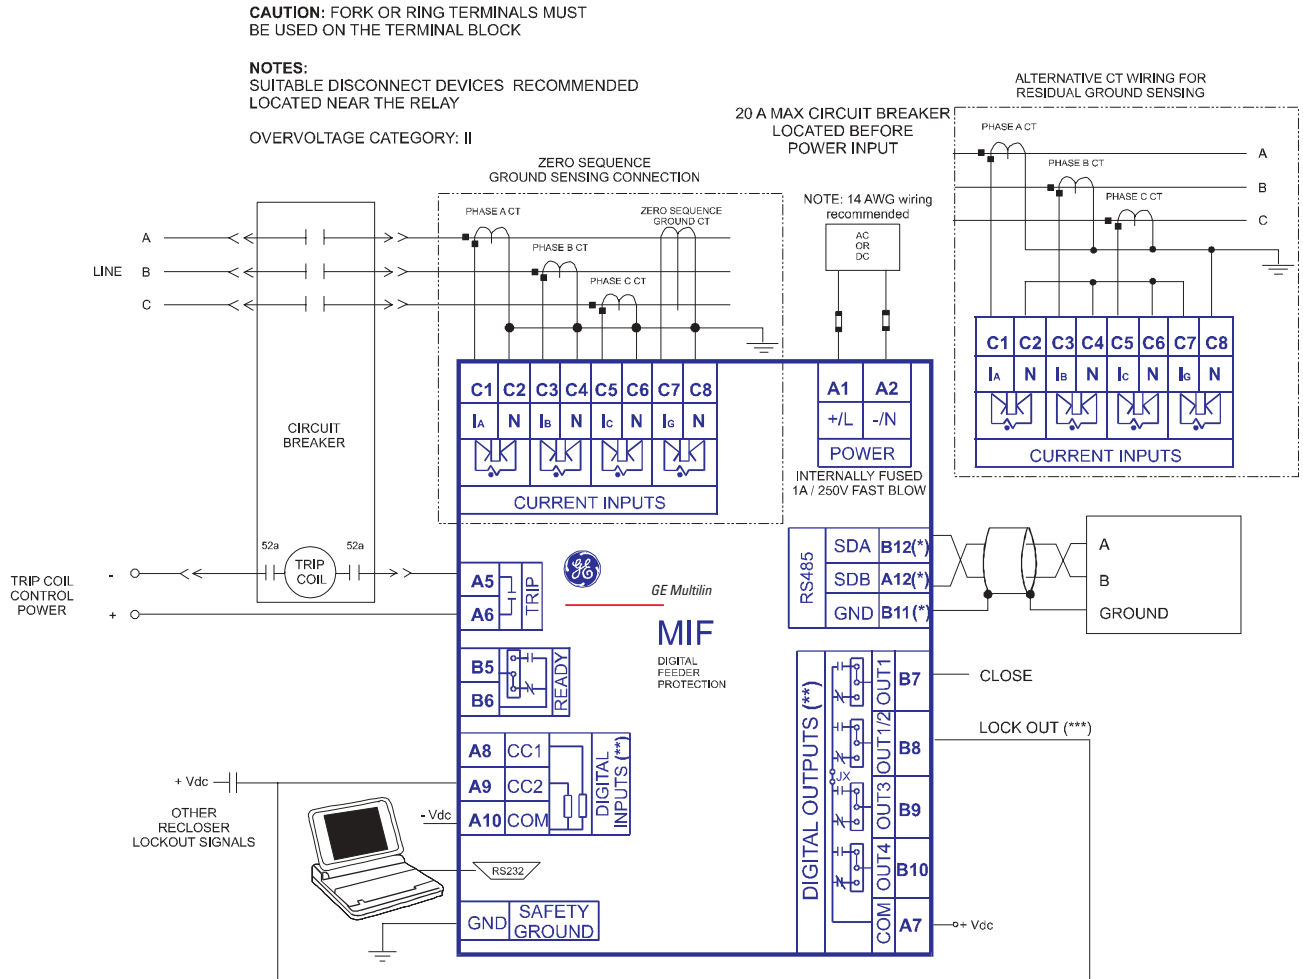 CAUTION: FORK OR RING TERMINALS MUST
BE USED ON THE TERMINAL BLOCK
NOTES:
SUITABLE DISCONNECT DEVICES RECOMMENDED
LOCATED NEAR THE RELAY
OVERVOLTAGE CATEGORY: II
ZERO SEQUENCE
GROUND SENSING CONNECTION
PHASE A CT
PHASE B CT
PHASE C CT
ZERO SEQUENCE
GROUND CT
20 A MAX CIRCUIT BREAKER
LOCATED BEFORE
POWER INPUT
NOTE: 14 AWG wiring
recommended
AC
OR
DC
ALTERNATIVE CT WIRING FOR
RESIDUAL GROUND SENSING
PHASE A CT
PHASE B CT
PHASE C CT
A
B
C
C1 C2 C3 C4 C5 C6 C7 C8
IA N IB N IC N IG N
CURRENT INPUTS
LINE
A
B
C
CIRCUIT
BREAKER
52a
52a
TRIP
COIL
TRIP COIL
CONTROL
POWER
-
+
C1 C2 C3 C4 C5 C6 C7 C8
IA N IB N IC N IG N
CURRENT INPUTS
A1 A2
+/L -/N
POWER
INTERNALLY FUSED
1A / 250V FAST BLOW
RS485
SDA B12(*)
SDB A12(*)
GND B11(*)
A
B
GROUND
A5
A6
TRIP
GE
GE Multilin
MIF
DIGITAL
FEEDER
PROTECTION
B5
B6
READY
A8 CC1
A9 CC2
A10 COM
DIGITAL
INPUTS (**)
+ Vdc
- Vdc
OTHER
RECLOSER
LOCKOUT SIGNALS
RS232
GND SAFETY
GROUND
DIGITAL OUTPUTS (**)
JX
OUT1 B7
OUT1/2 B8
OUT3 B9
OUT4 B10
COM A7
CLOSE
LOCK OUT (***)
+ Vdc